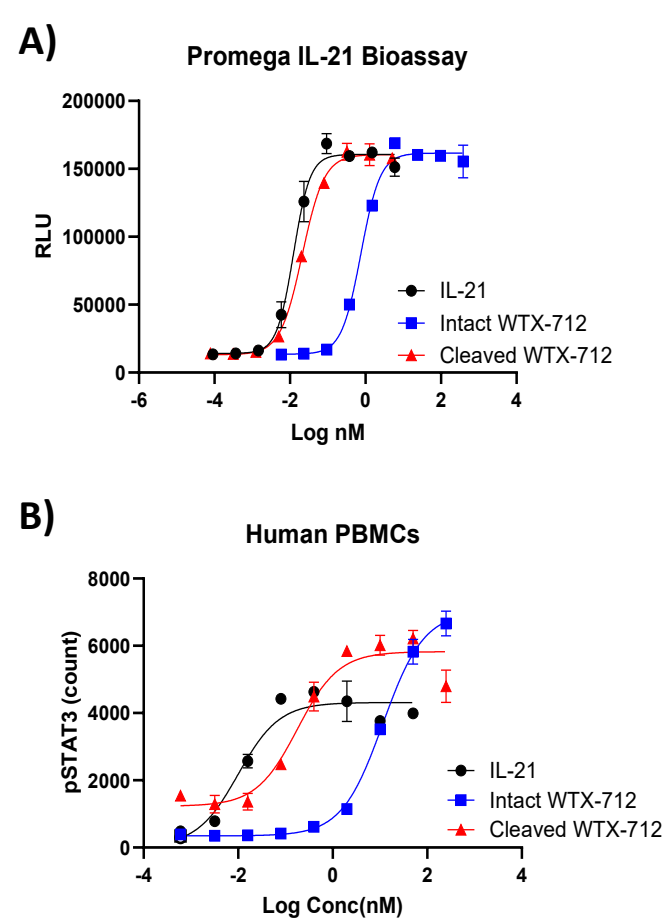 A)
Promega IL-21 Bioassay
200000
150000
100000
50000
0
RLU
-6 -4 -2 0 2 4
Log nM
IL-21
Intact WTX-712
Cleaved WTX-712
B)
Human PBMCs
8000
6000
4000
2000
0
pSTAT3 (count)
-4 -2 0 2 4
Log Conc(nM)
IL-21
Intact WTX-712
Cleaved WTX-712